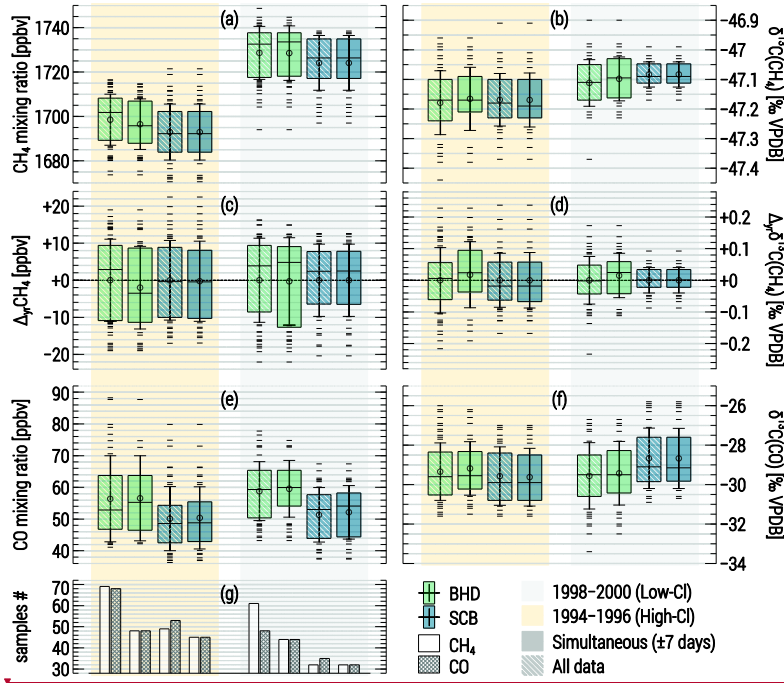 (a)
CH₄ mixing ratio [ppbv]
1740
1720
1700
1680
(b)
δ¹³C(CH₄) [‰ VPDB]
−46.9
−47
−47.1
−47.2
−47.3
−47.4
(c)
Δ_yrCH₄ [ppbv]
+20
+10
+0
−10
−20
(d)
Δ_yrδ¹³C(CH₄) [‰ VPDB]
+0.2
+0.1
+0
−0.1
−0.2
(e)
CO mixing ratio [ppbv]
90
80
70
60
50
40
(f)
δ¹³C(CO) [‰ VPDB]
−26
−28
−30
−32
−34
(g)
samples #
70
60
50
40
30
BHD
SCB
CH₄
CO
1998−2000 (Low-Cl)
1994−1996 (High-Cl)
Simultaneous (±7 days)
All data